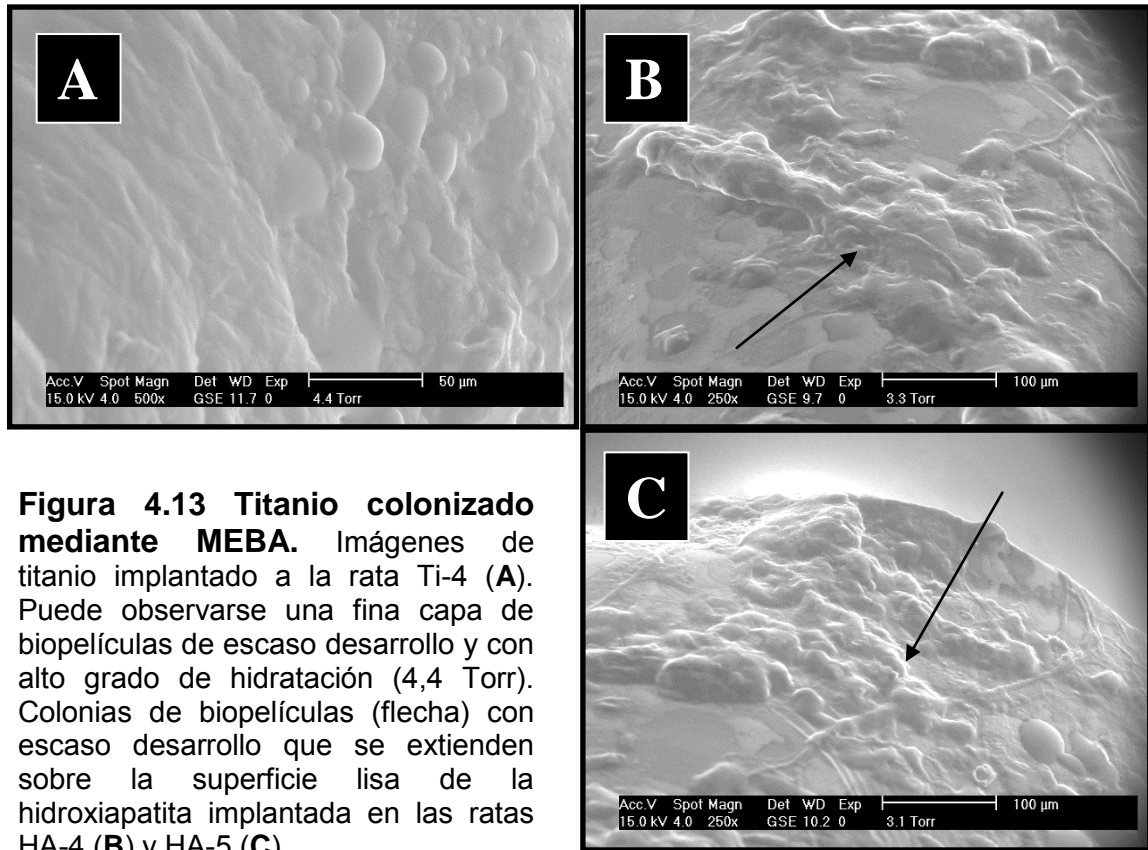 A
Acc.V Spot Magn Det WD Exp 50 µm
15.0 kV 4.0 500x GSE 11.7 0 4.4 Torr
B
Acc.V Spot Magn Det WD Exp 100 µm
15.0 kV 4.0 250x GSE 9.7 0 3.3 Torr
C
Acc.V Spot Magn Det WD Exp 100 µm
15.0 kV 4.0 250x GSE 10.2 0 3.1 Torr
Figura 4.13 Titanio colonizado
mediante MEBA. Imágenes de
titanio implantado a la rata Ti-4 (A).
Puede observarse una fina capa de
biopelículas de escaso desarrollo y con
alto grado de hidratación (4,4 Torr).
Colonias de biopelículas (flecha) con
escaso desarrollo que se extienden
sobre la superficie lisa de la
hidroxiapatita implantada en las ratas
HA-4 (B) y HA-5 (C)